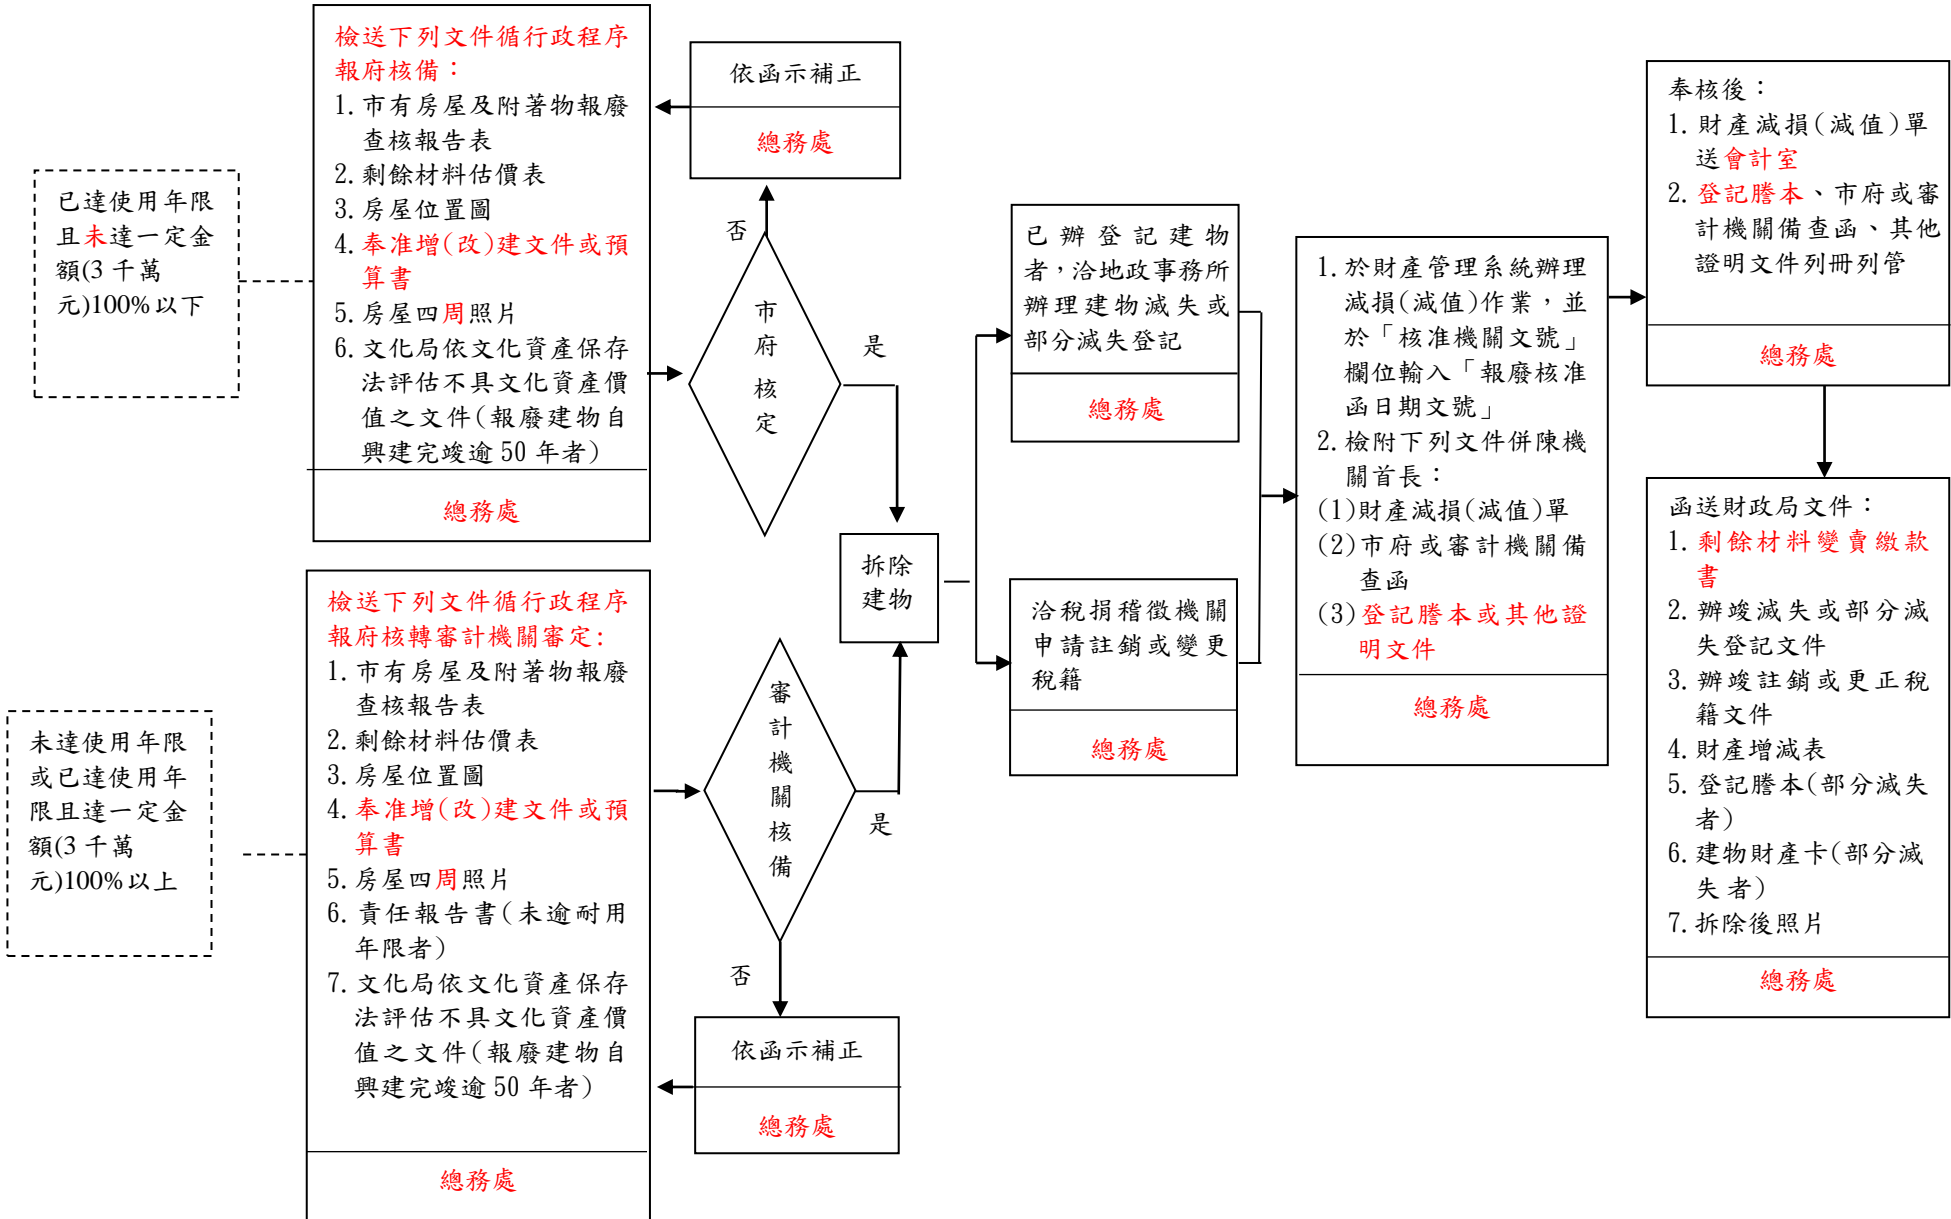 已達使用年限
且未達一定金
額(3 千萬
元)100%以下
檢送下列文件循行政程序
報府核備：
1.市有房屋及附著物報廢
查核報告表
2.剩餘材料估價表
3.房屋位置圖
4.奉准增(改)建文件或預
算書
5.房屋四周照片
6.文化局依文化資產保存
法評估不具文化資產價
值之文件(報廢建物自
興建完竣逾 50 年者)
總務處
依函示補正
總務處
否
市
府
核
定
是
未達使用年限
或已達使用年
限且達一定金
額(3 千萬
元)100%以上
檢送下列文件循行政程序
報府核轉審計機關審定:
1.市有房屋及附著物報廢
查核報告表
2.剩餘材料估價表
3.房屋位置圖
4.奉准增(改)建文件或預
算書
5.房屋四周照片
6.責任報告書(未逾耐用
年限者)
7.文化局依文化資產保存
法評估不具文化資產價
值之文件(報廢建物自
興建完竣逾 50 年者)
總務處
審
計
機
關
核
備
是
否
依函示補正
總務處
拆除
建物
已辦登記建物
者，洽地政事務所
辦理建物滅失或
部分滅失登記
總務處
洽稅捐稽徵機關
申請註銷或變更
稅籍
總務處
1.於財產管理系統辦理
減損(減值)作業，並
於「核准機關文號」
欄位輸入「報廢核准
函日期文號」
2.檢附下列文件併陳機
關首長：
(1)財產減損(減值)單
(2)市府或審計機關備
查函
(3)登記謄本或其他證
明文件
總務處
奉核後：
1.財產減損(減值)單
送會計室
2.登記謄本、市府或審
計機關備查函、其他
證明文件列冊列管
總務處
函送財政局文件：
1.剩餘材料變賣繳款
書
2.辦竣滅失或部分滅
失登記文件
3.辦竣註銷或更正稅
籍文件
4.財產增減表
5.登記謄本(部分滅失
者)
6.建物財產卡(部分滅
失者)
7.拆除後照片
總務處